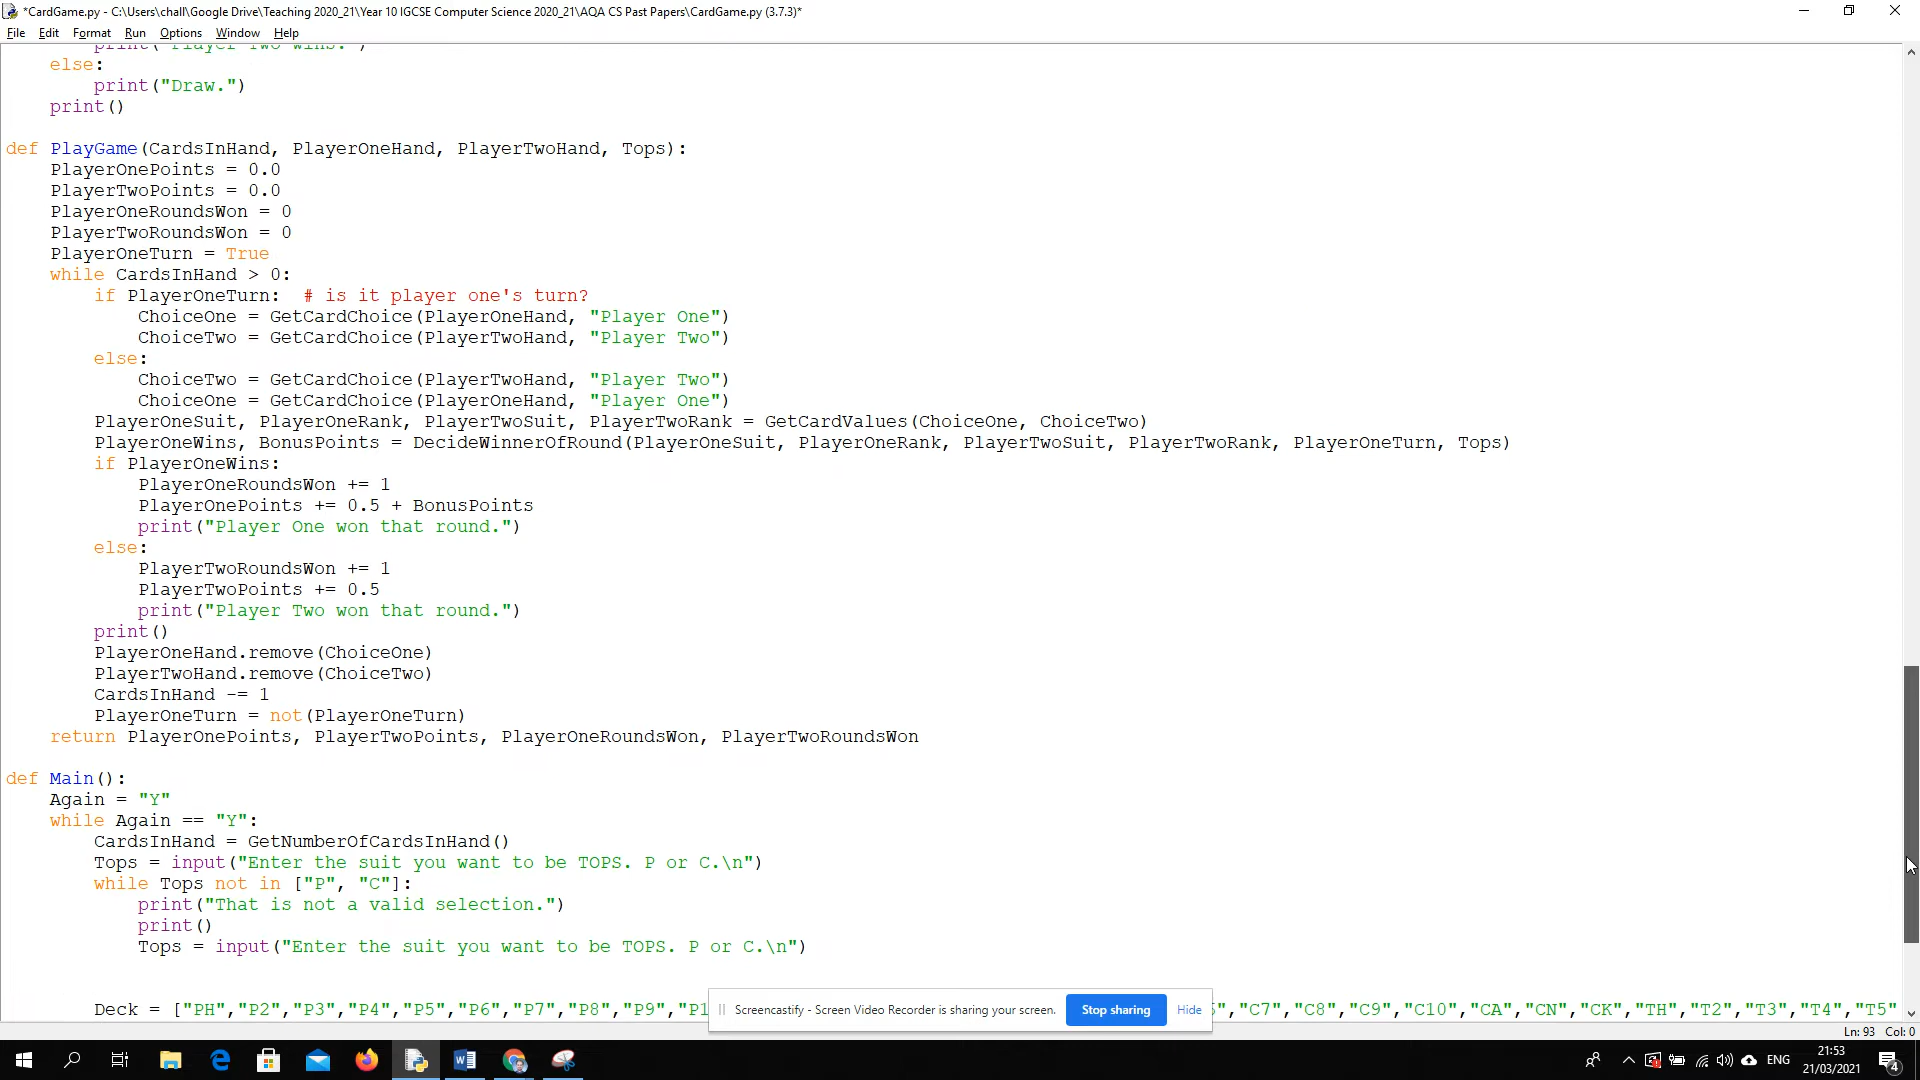 *CardGame.py - C:\Users\chall\Google Drive\Teaching 2020_21\Year 10 IGCSE Computer Science 2020_21\AQA CS Past Papers\CardGame.py (3.7.3)*
File Edit Format Run Options Window Help
print("Player Two wins.")
else:
print("Draw.")
print()
def PlayGame(CardsInHand, PlayerOneHand, PlayerTwoHand, Tops):
PlayerOnePoints = 0.0
PlayerTwoPoints = 0.0
PlayerOneRoundsWon = 0
PlayerTwoRoundsWon = 0
PlayerOneTurn = True
while CardsInHand > 0:
if PlayerOneTurn:  # is it player one's turn?
ChoiceOne = GetCardChoice(PlayerOneHand, "Player One")
ChoiceTwo = GetCardChoice(PlayerTwoHand, "Player Two")
else:
ChoiceTwo = GetCardChoice(PlayerTwoHand, "Player Two")
ChoiceOne = GetCardChoice(PlayerOneHand, "Player One")
PlayerOneSuit, PlayerOneRank, PlayerTwoSuit, PlayerTwoRank = GetCardValues(ChoiceOne, ChoiceTwo)
PlayerOneWins, BonusPoints = DecideWinnerOfRound(PlayerOneSuit, PlayerOneRank, PlayerTwoSuit, PlayerTwoRank, PlayerOneTurn, Tops)
if PlayerOneWins:
PlayerOneRoundsWon += 1
PlayerOnePoints += 0.5 + BonusPoints
print("Player One won that round.")
else:
PlayerTwoRoundsWon += 1
PlayerTwoPoints += 0.5
print("Player Two won that round.")
print()
PlayerOneHand.remove(ChoiceOne)
PlayerTwoHand.remove(ChoiceTwo)
CardsInHand -= 1
PlayerOneTurn = not(PlayerOneTurn)
return PlayerOnePoints, PlayerTwoPoints, PlayerOneRoundsWon, PlayerTwoRoundsWon
def Main():
Again = "Y"
while Again == "Y":
CardsInHand = GetNumberOfCardsInHand()
Tops = input("Enter the suit you want to be TOPS. P or C.\n")
while Tops not in ["P", "C"]:
print("That is not a valid selection.")
print()
Tops = input("Enter the suit you want to be TOPS. P or C.\n")
Deck = ["PH","P2","P3","P4","P5","P6","P7","P8","P9","P1 ","C7","C8","C9","C10","CA","CN","CK","TH","T2","T3","T4","T5"
Screencastify - Screen Video Recorder is sharing your screen. Stop sharing Hide
Ln: 93 Col: 0
ENG 21:53
21/03/2021 4